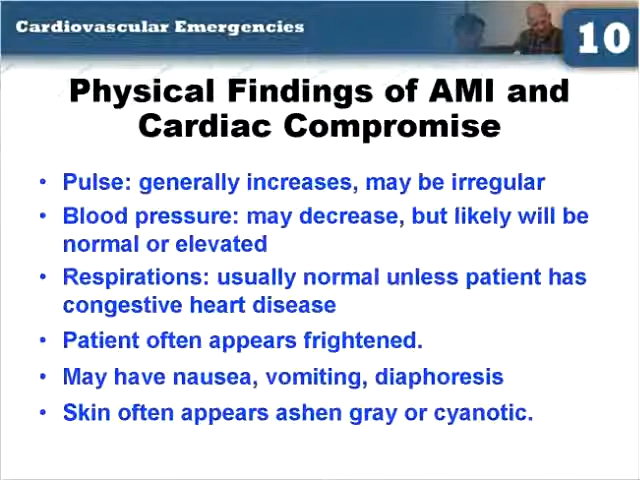 Cardiovascular Emergencies
10
Physical Findings of AMI and
Cardiac Compromise
• Pulse: generally increases, may be irregular
• Blood pressure: may decrease, but likely will be
normal or elevated
• Respirations: usually normal unless patient has
congestive heart disease
• Patient often appears frightened.
• May have nausea, vomiting, diaphoresis
• Skin often appears ashen gray or cyanotic.